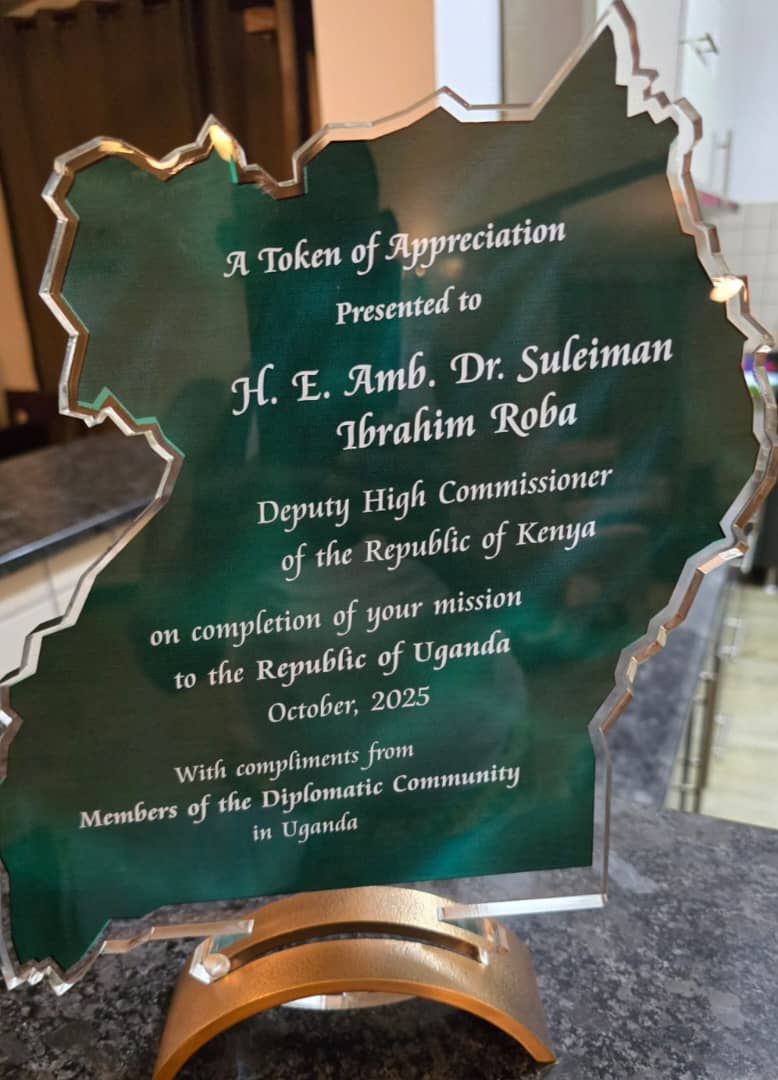 A Token of Appreciation
Presented to
H. E. Amb. Dr. Suleiman
Ibrahim Roba
Deputy High Commissioner
of the Republic of Kenya
on completion of your mission
to the Republic of Uganda
October, 2025
With compliments from
Members of the Diplomatic Community
in Uganda